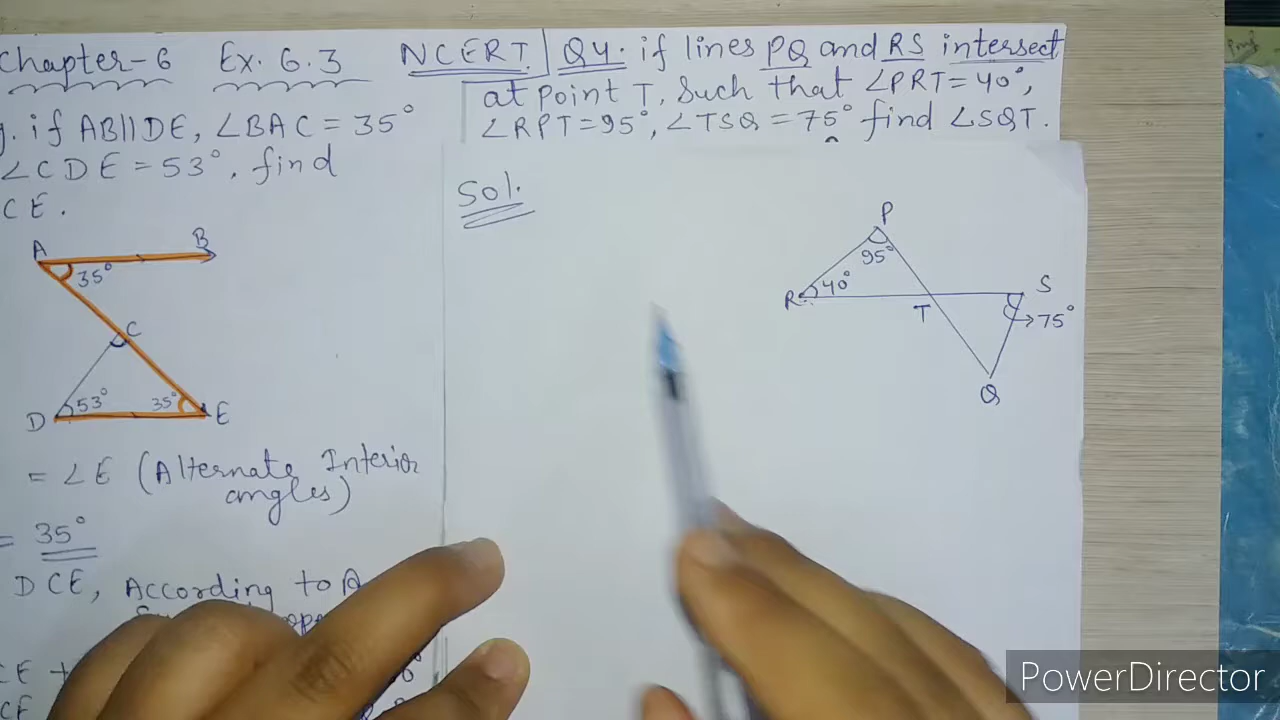 Chapter-6 Ex. 6.3 NCERT.
g. if AB||DE, ∠BAC = 35°
∠CDE = 53°, find
CE.
A B
35°
C
D 53° 35° E
= ∠E (Alternate Interior
angles)
= 35°
DCE, According to A
CE +
CE
Q4. if lines PQ and RS intersect
at point T, Such that ∠PRT = 40°,
∠RPT = 95°, ∠TSQ = 75° find ∠SQT.
Sol.
P
95°
R 40° T S
75°
Q
PowerDirector